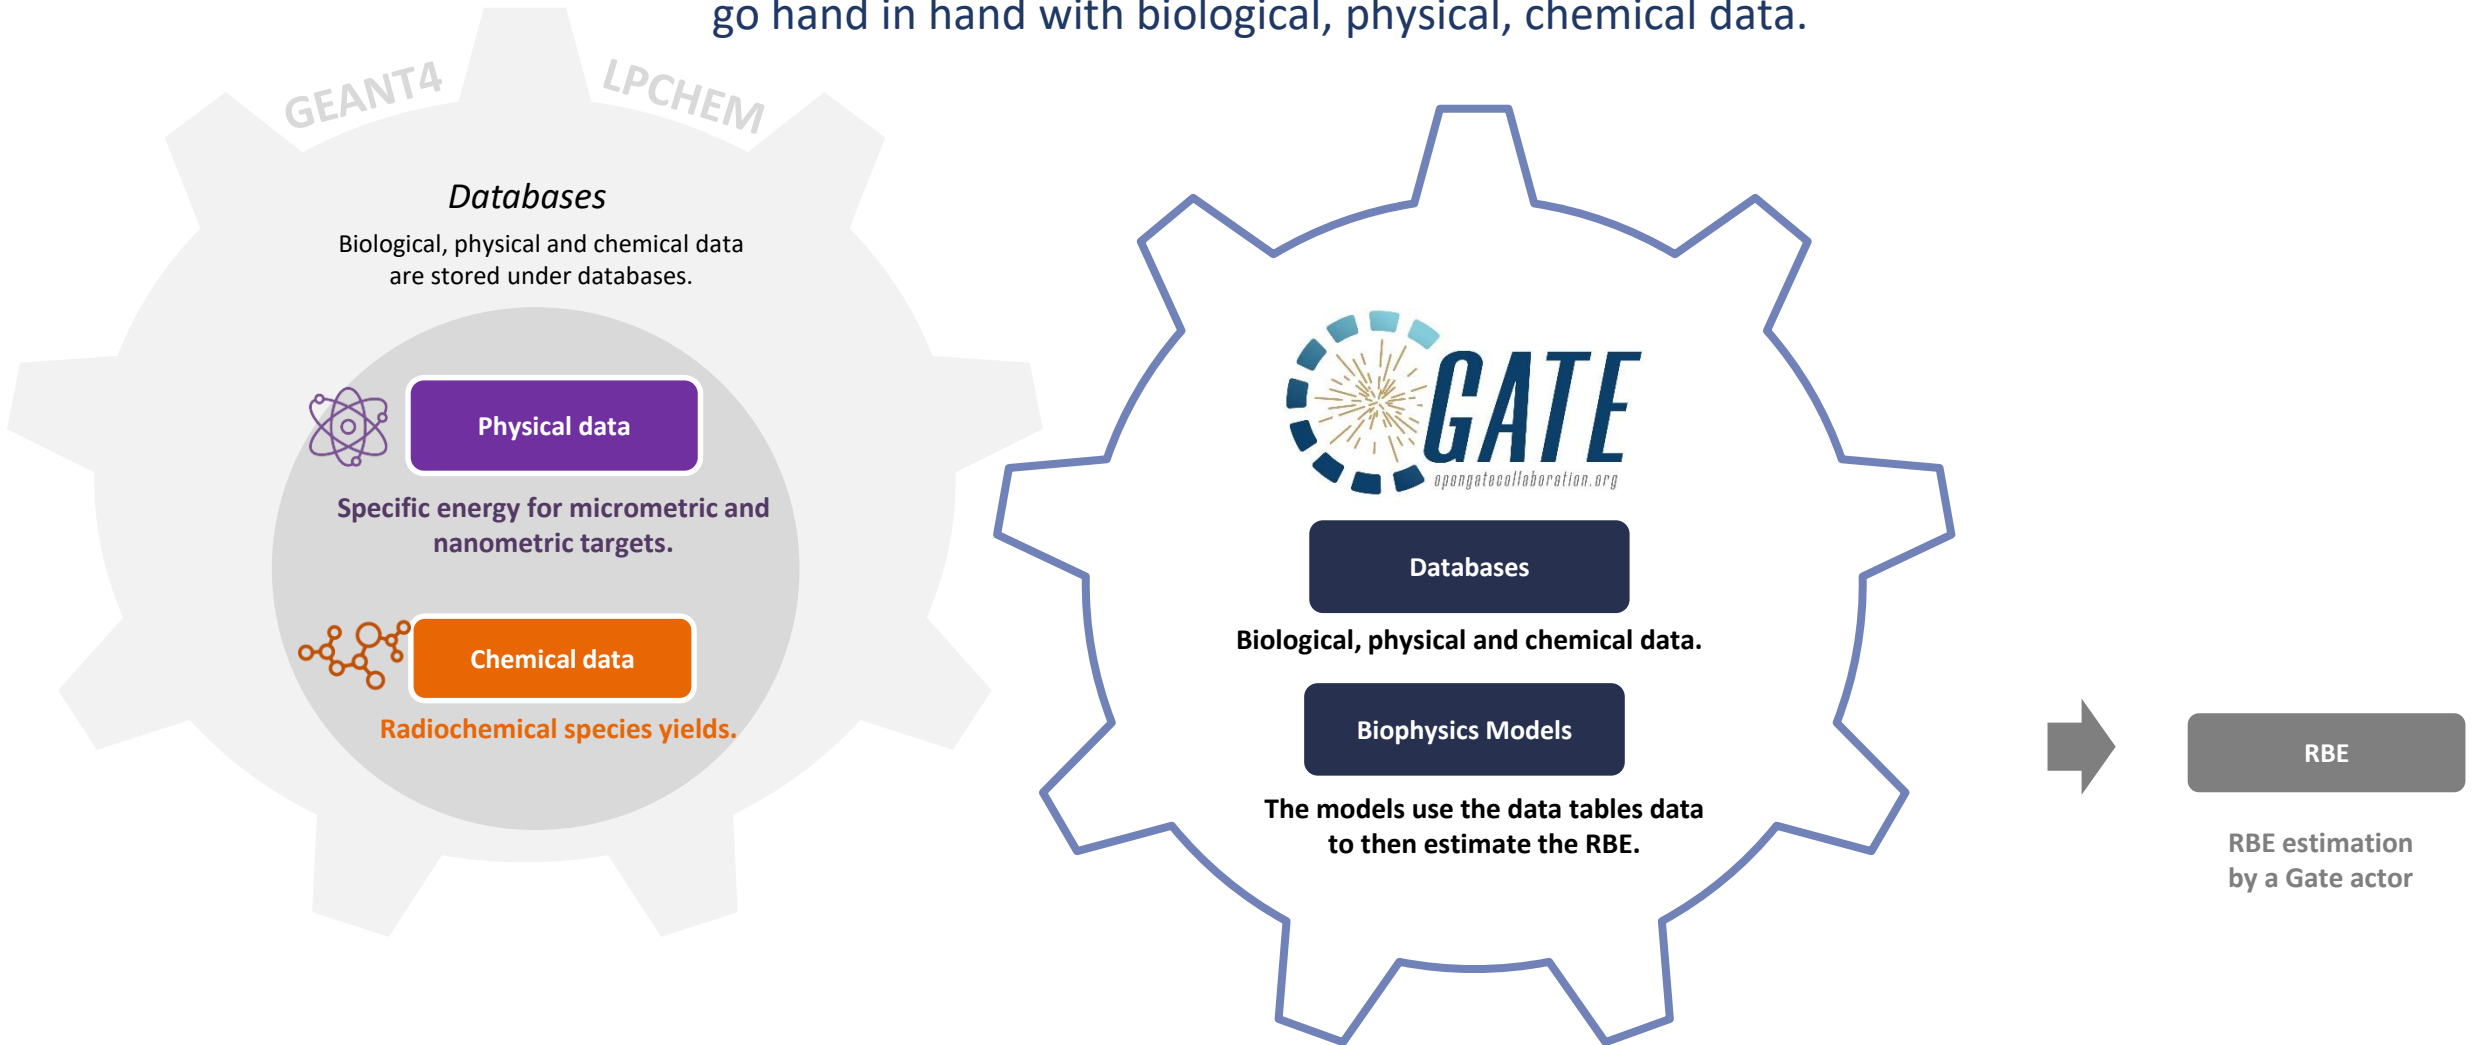 go hand in hand with biological, physical, chemical data.
GEANT4
LPCHEM
Databases
Biological, physical and chemical data
are stored under databases.
Physical data
Specific energy for micrometric and
nanometric targets.
Chemical data
Radiochemical species yields.
GATE
opengatecollaboration.org
Databases
Biological, physical and chemical data.
Biophysics Models
The models use the data tables data
to then estimate the RBE.
RBE
RBE estimation
by a Gate actor